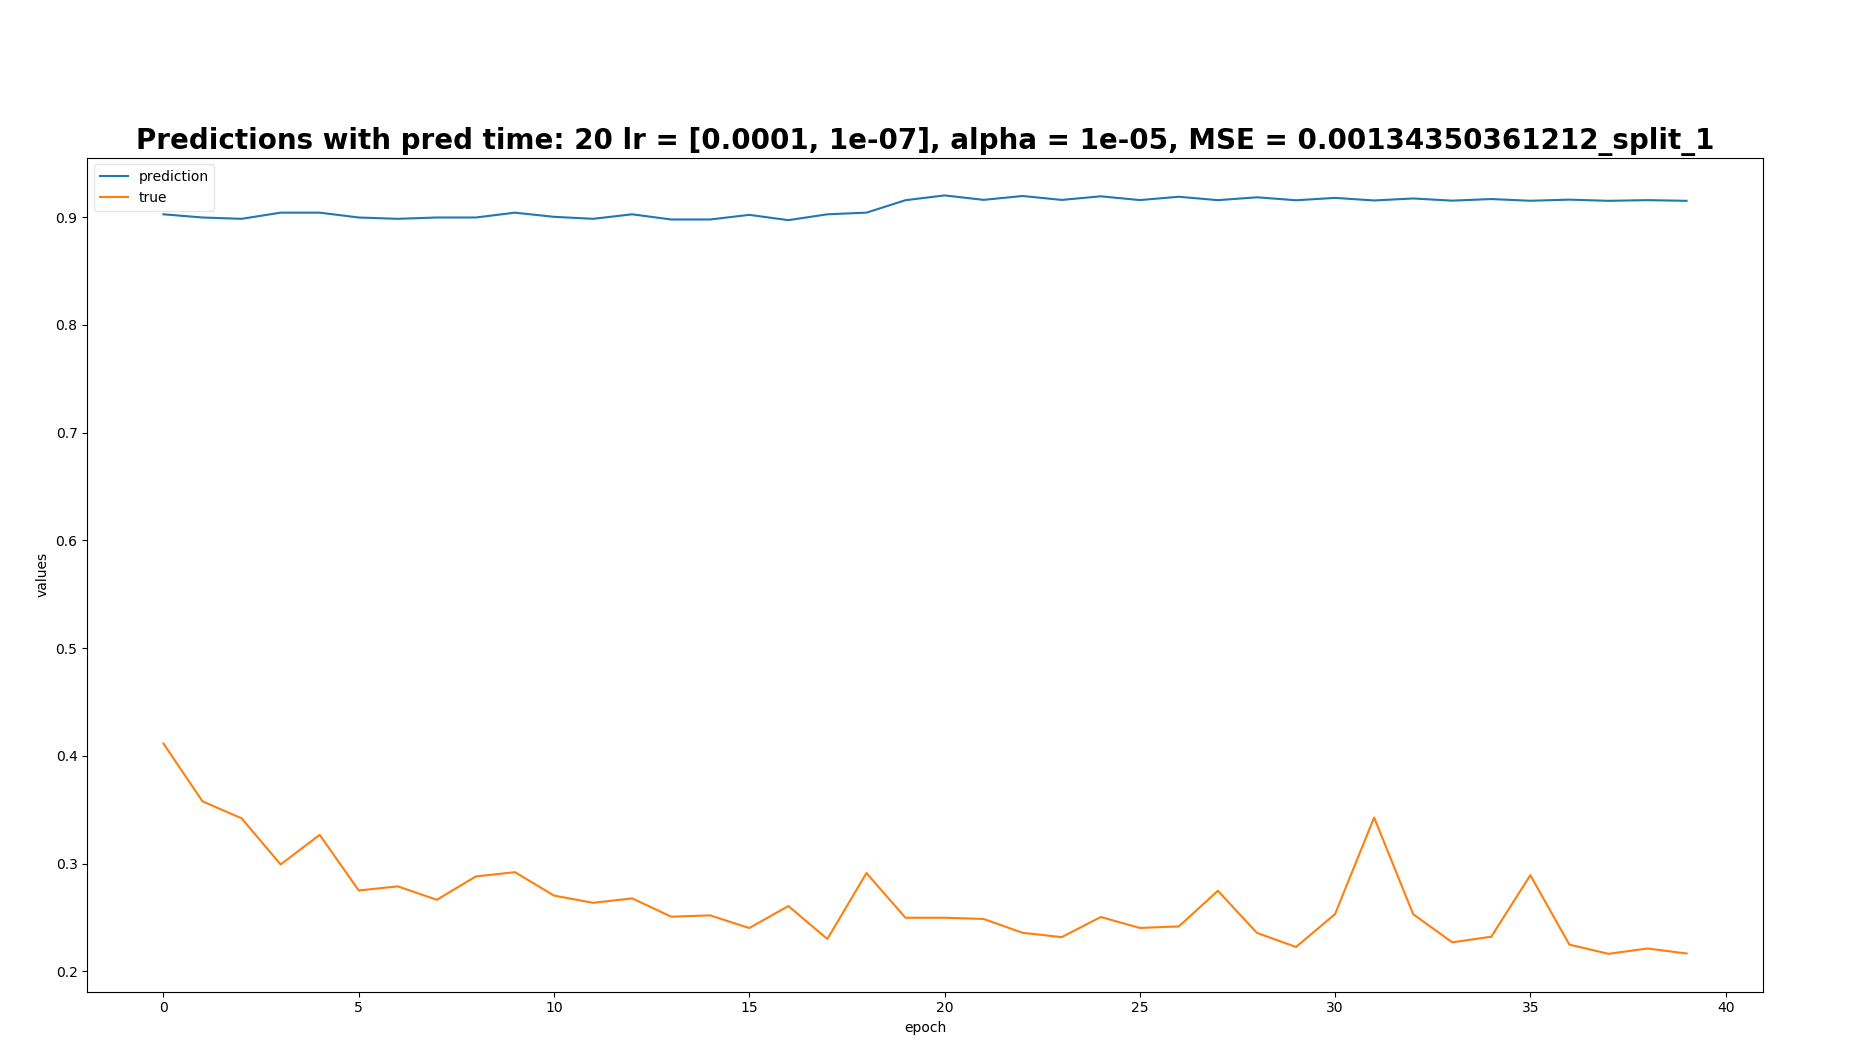 Predictions with pred time: 20 lr = [0.0001, 1e-07], alpha = 1e-05, MSE = 0.00134350361212_split_1
prediction
true
0.9
0.8
0.7
0.6
0.5
0.4
0.3
0.2
values
0 5 10 15 20 25 30 35 40
epoch